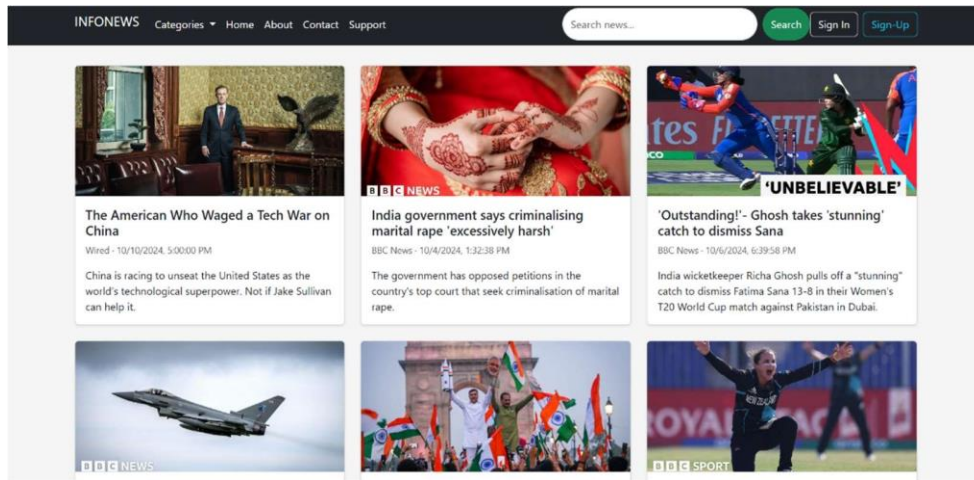 INFONEWS Categories Home About Contact Support Search news... Search Sign In Sign-Up
BBC NEWS
'UNBELIEVABLE'
The American Who Waged a Tech War on
China
Wired - 10/10/2024, 5:00:00 PM
China is racing to unseat the United States as the
world's technological superpower. Not if Jake Sullivan
can help it.
India government says criminalising
marital rape 'excessively harsh'
BBC News - 10/4/2024, 1:32:38 PM
The government has opposed petitions in the
country's top court that seek criminalisation of marital
rape.
'Outstanding!'- Ghosh takes 'stunning'
catch to dismiss Sana
BBC News - 10/6/2024, 6:39:58 PM
India wicketkeeper Richa Ghosh pulls off a "stunning"
catch to dismiss Fatima Sana 13-8 in their Women's
T20 World Cup match against Pakistan in Dubai.
BBC NEWS
NEW ZEALAND
BBC SPORT